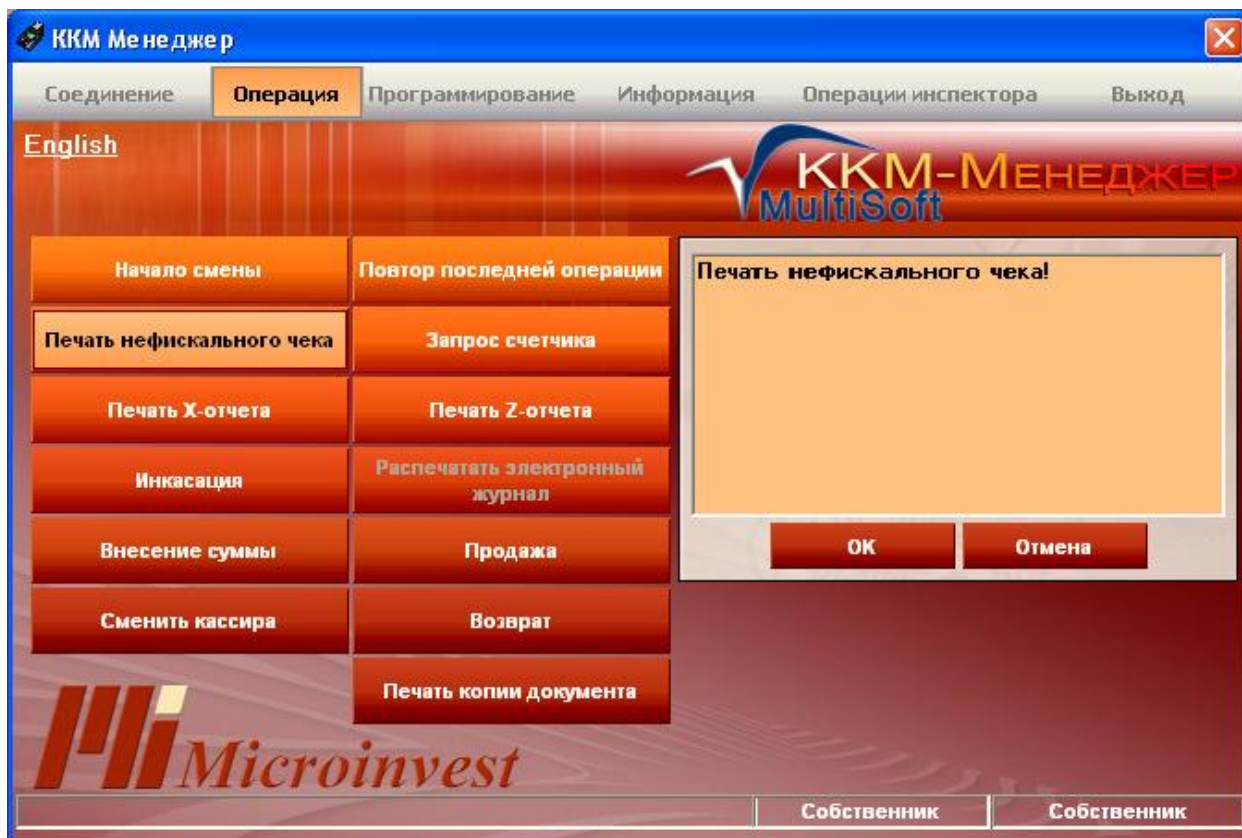 ККМ Менеджер
Соединение Операция Программирование Информация Операции инспектора Выход
English
ККМ-Менеджер
MultiSoft
Начало смены
Повтор последней операции
Печать нефискального чека
Запрос счетчика
Печать X-отчета
Печать Z-отчета
Инкасация
Распечатать электронный
журнал
Внесение суммы
Продажа
Сменить кассира
Возврат
Печать копии документа
Печать нефискального чека!
OK Отмена
Mi Microinvest
Собственник Собственник